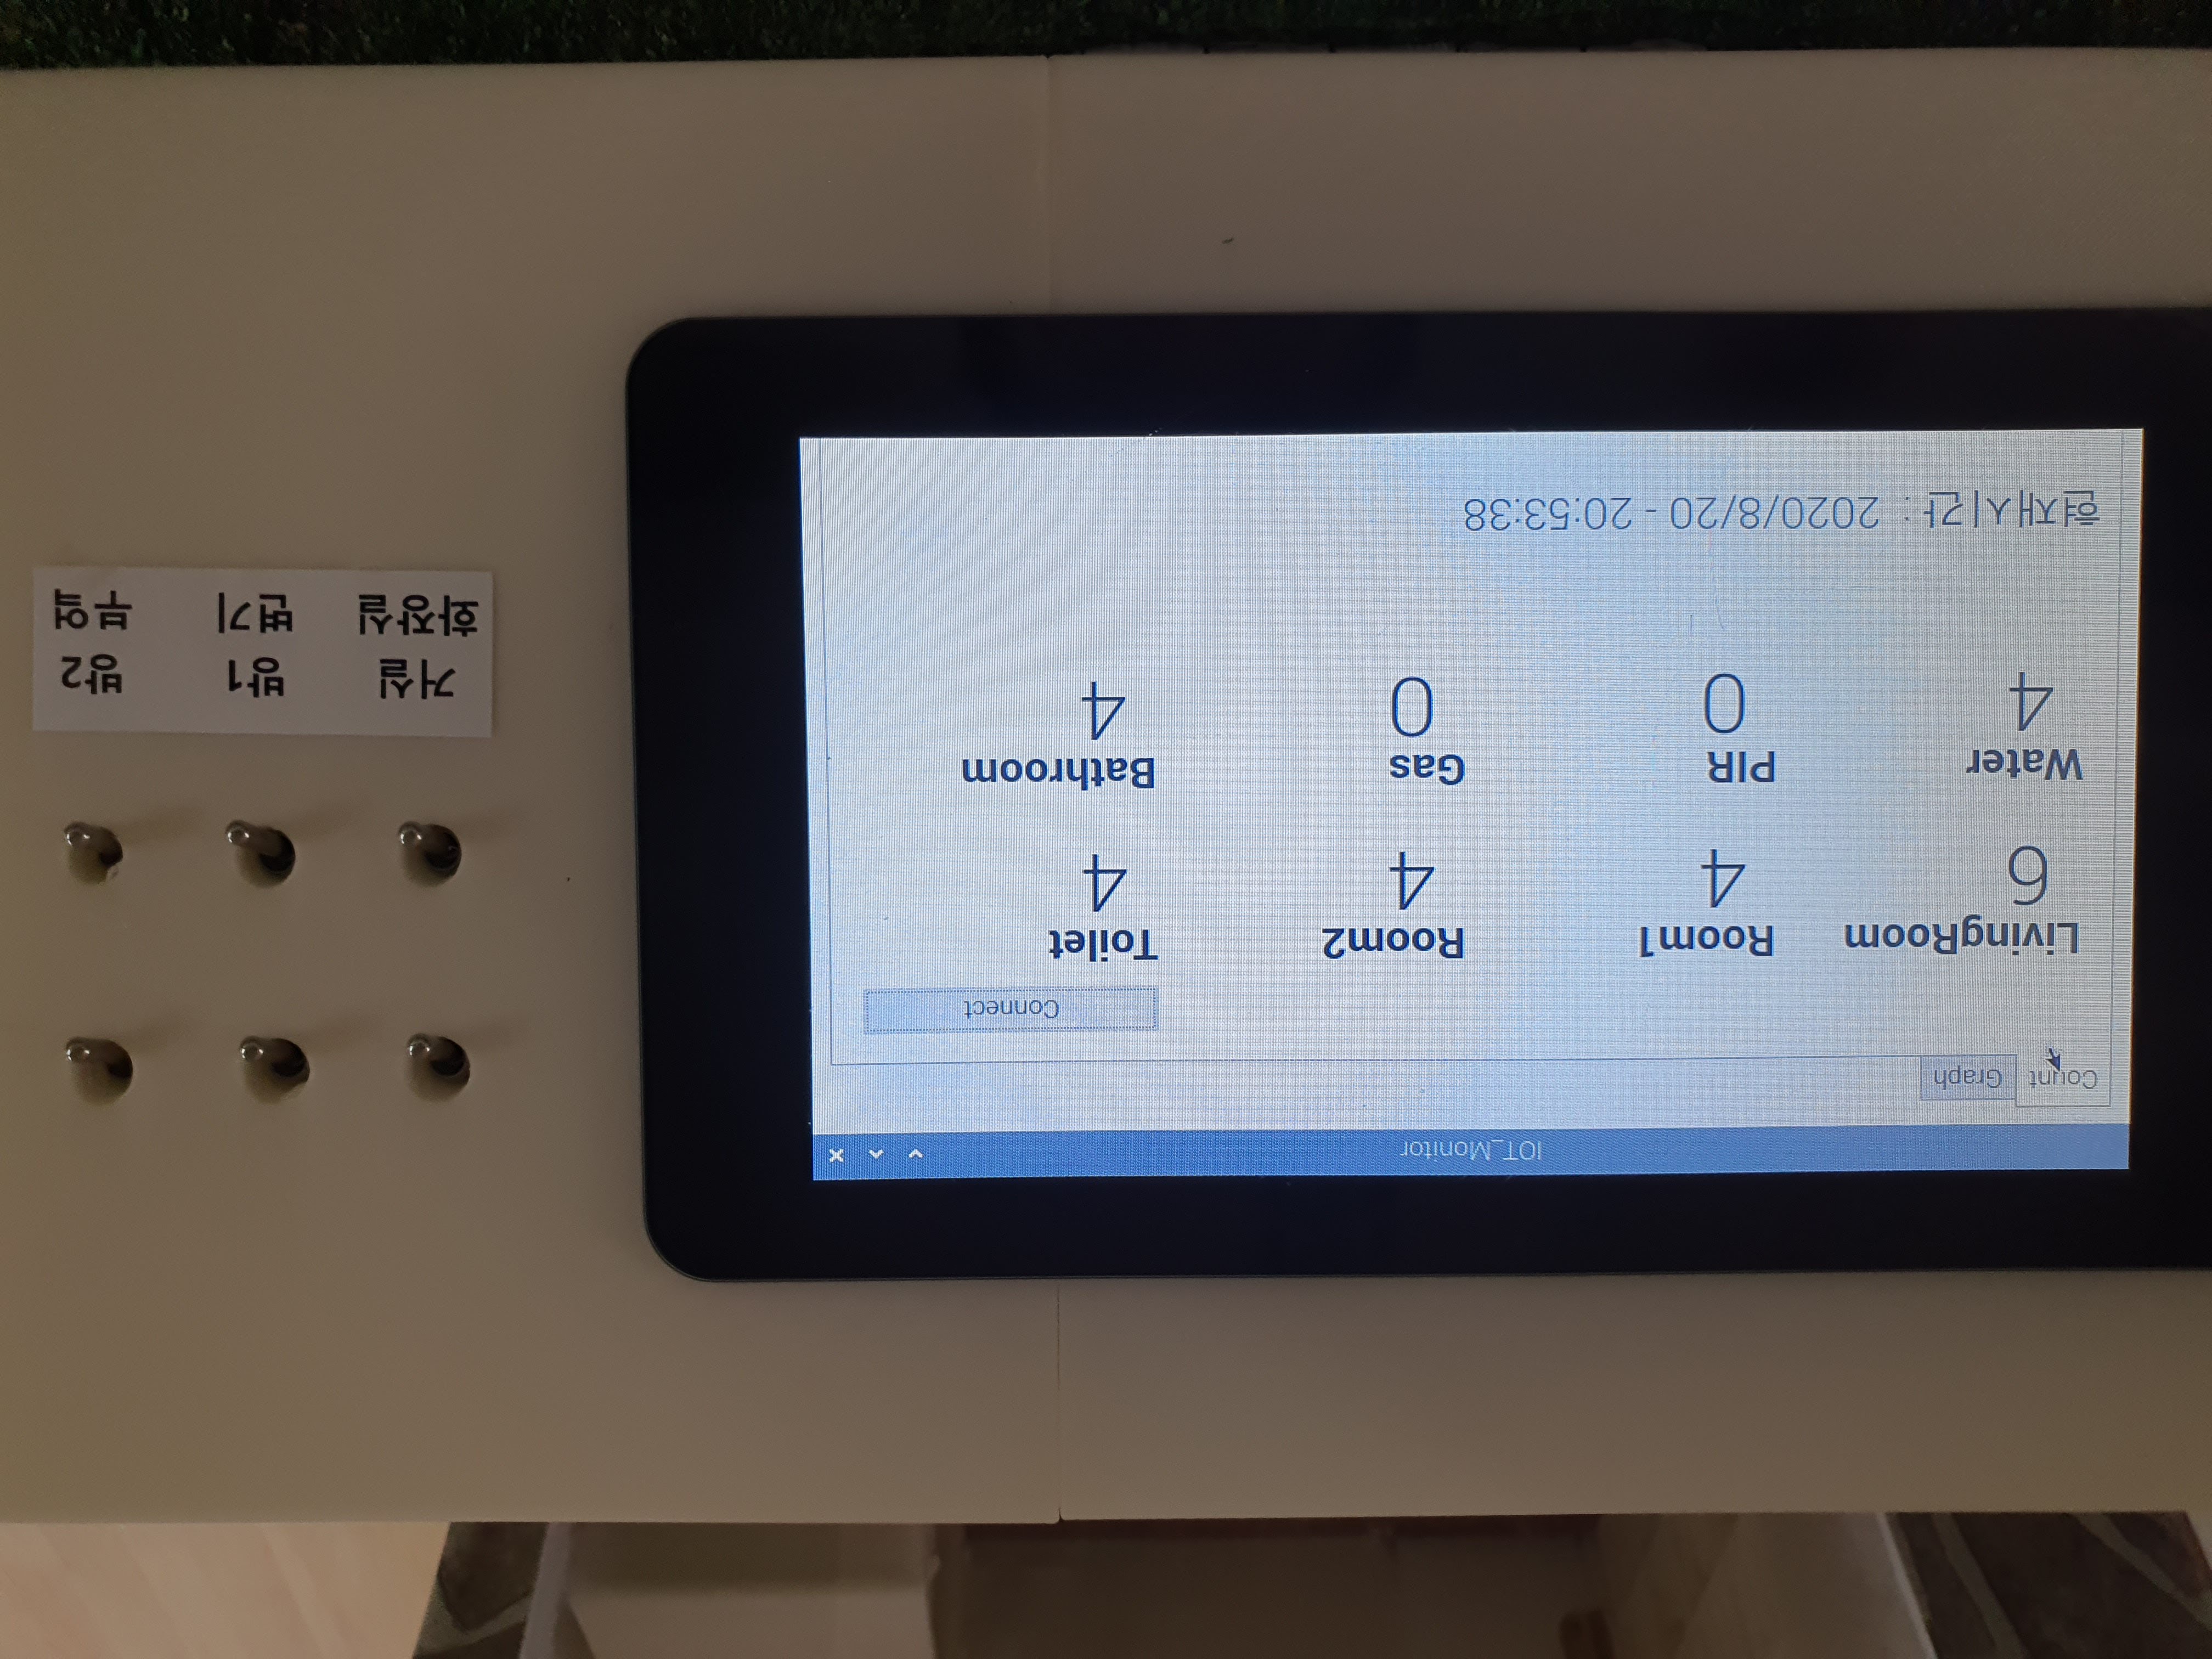 IOT_Monitor
Count Graph
Connect
LivingRoom Room1 Room2 Toilet
6 4 4 4
Water PIR Gas Bathroom
4 0 0 4
현재시간 : 2020/8/20 - 20:53:38
거실 방1 방2
화장실 변기 부엌